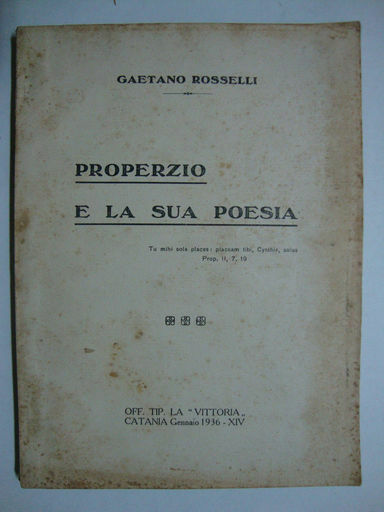 GAETANO ROSSELLI
PROPERZIO
E LA SUA POESIA
Tu mihi sola places: placeam tibi, Cynthia, solus
Prop. II, 7, 19
OFF. TIP. LA "VITTORIA„
CATANIA Gennaio 1936 - XIV